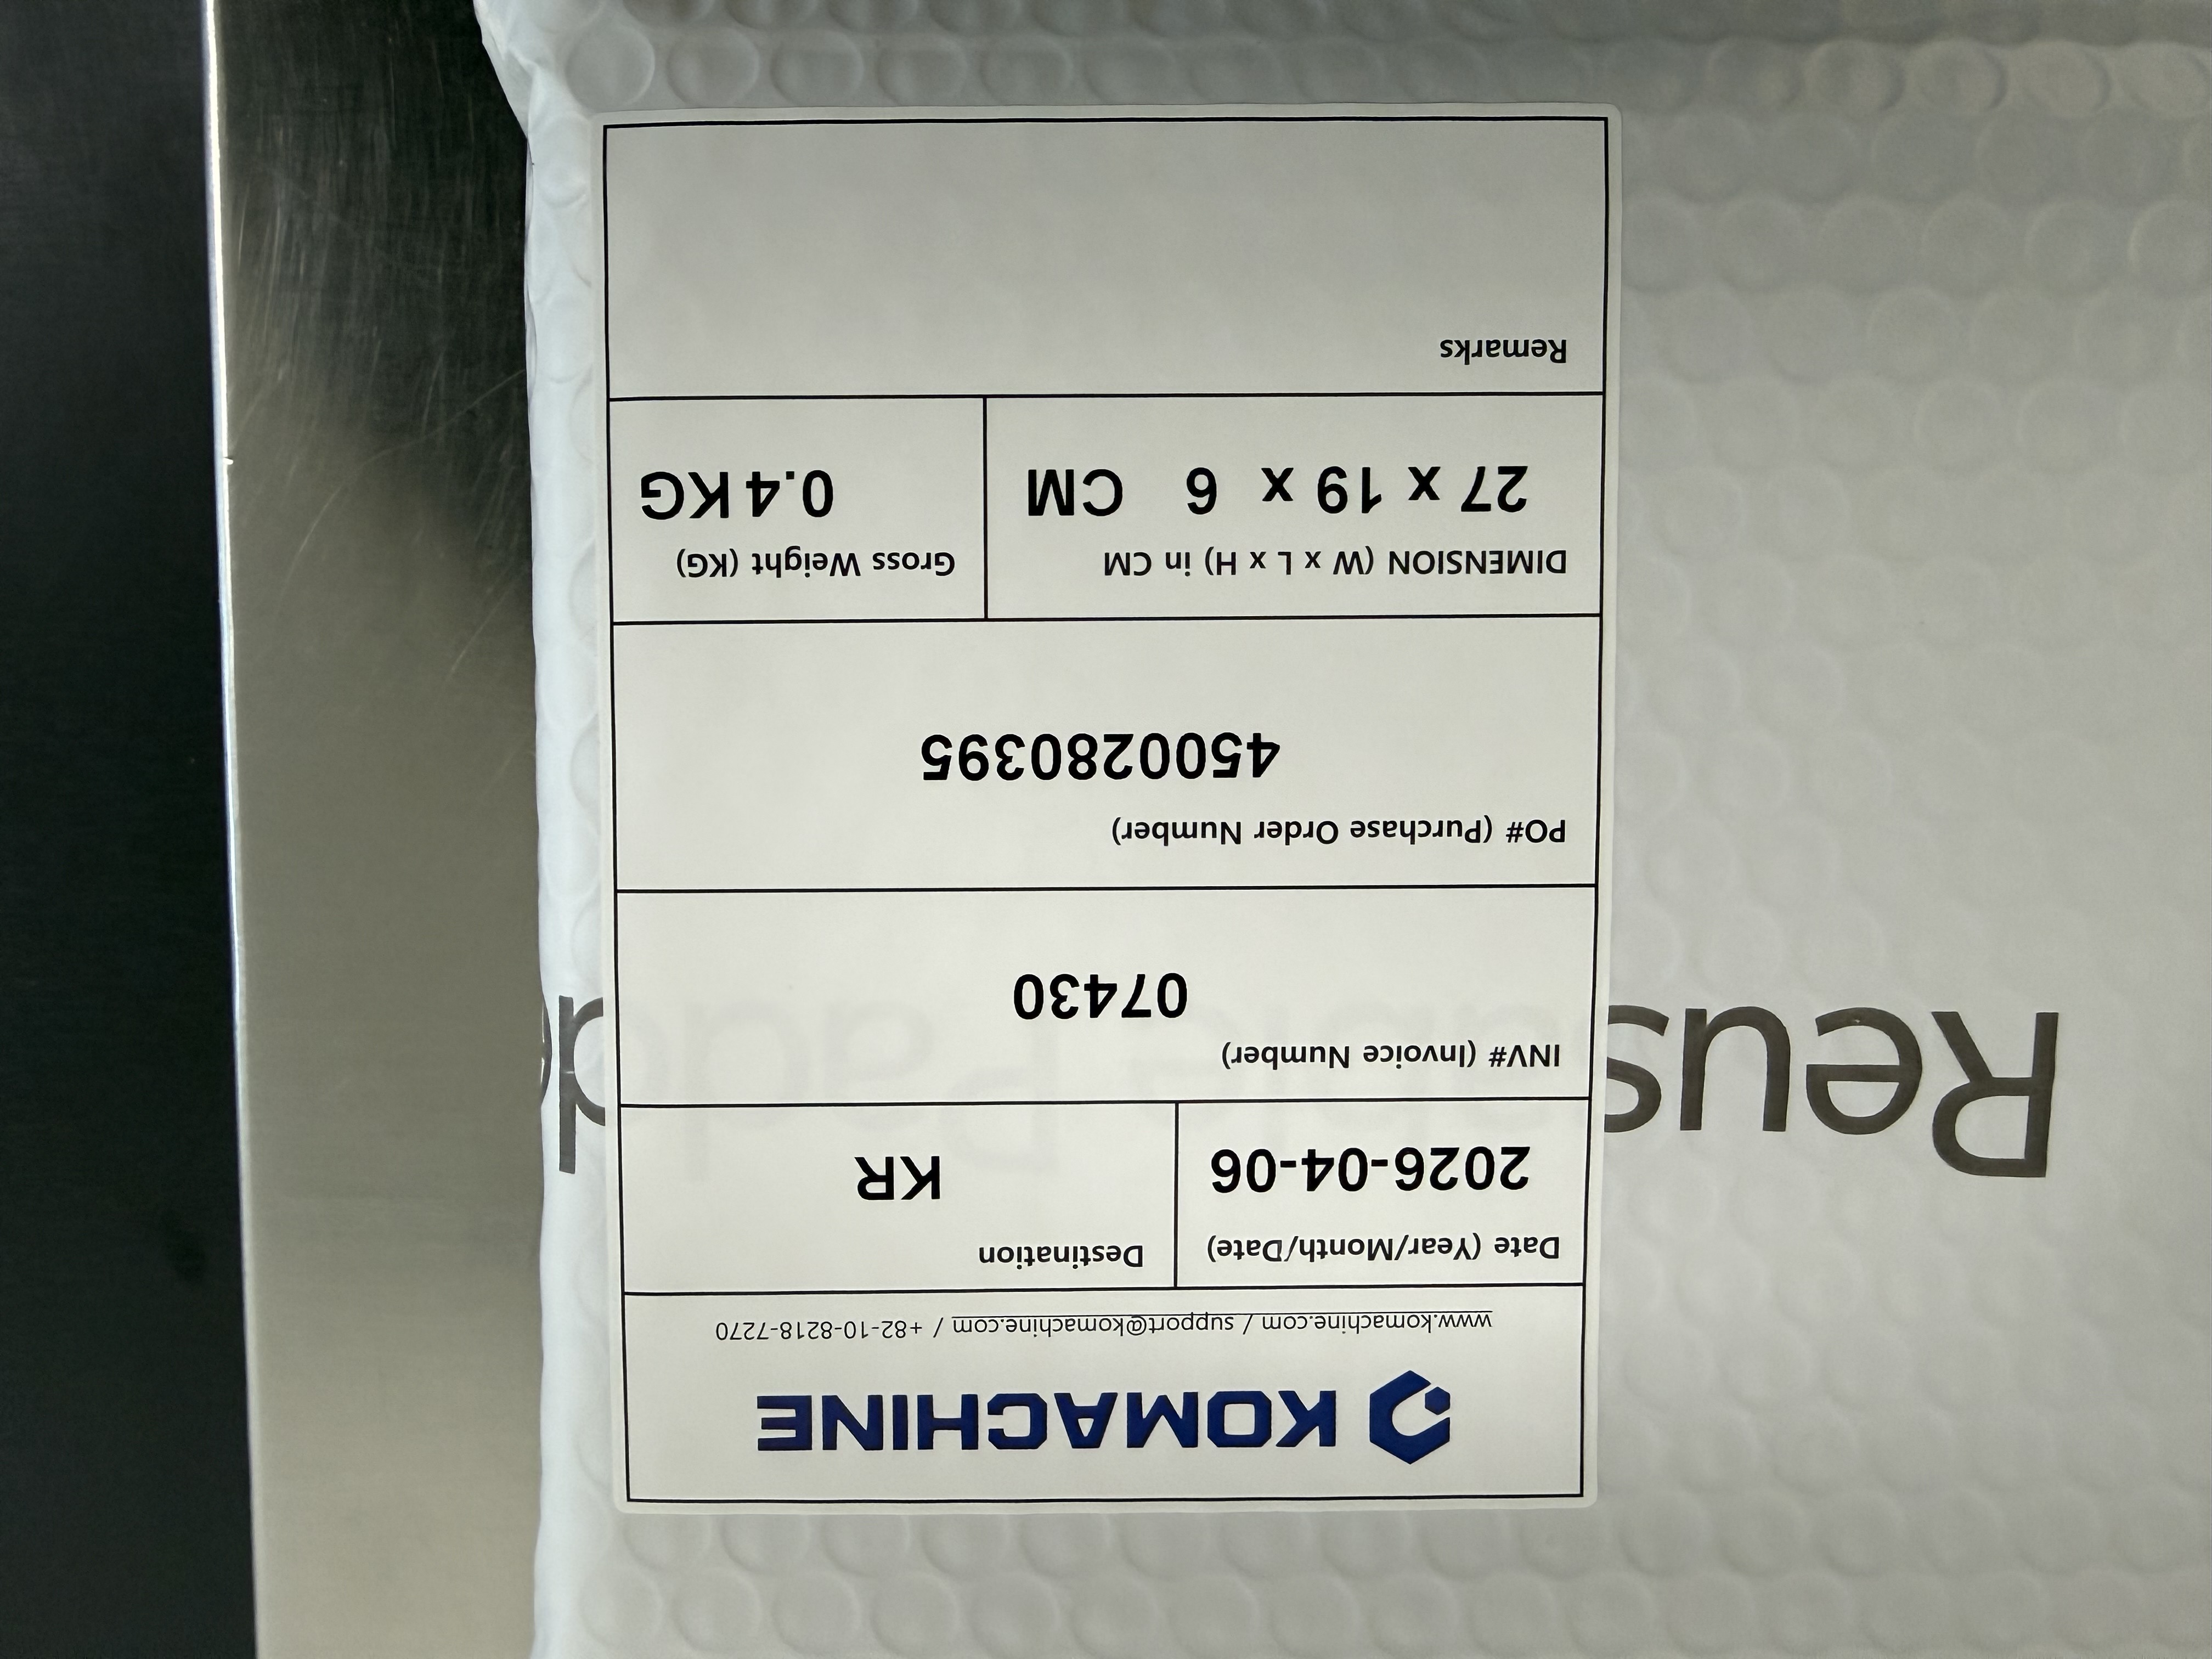 KOMACHINE
www.komachine.com / support@komachine.com / +82-10-8218-7270
Date (Year/Month/Date)
2026-04-06
Destination
KR
INV# (Invoice Number)
07430
PO# (Purchase Order Number)
4500280395
DIMENSION (W x L x H) in CM
27 x 19 x 6 CM
Gross Weight (KG)
0.4 KG
Remarks
Reus